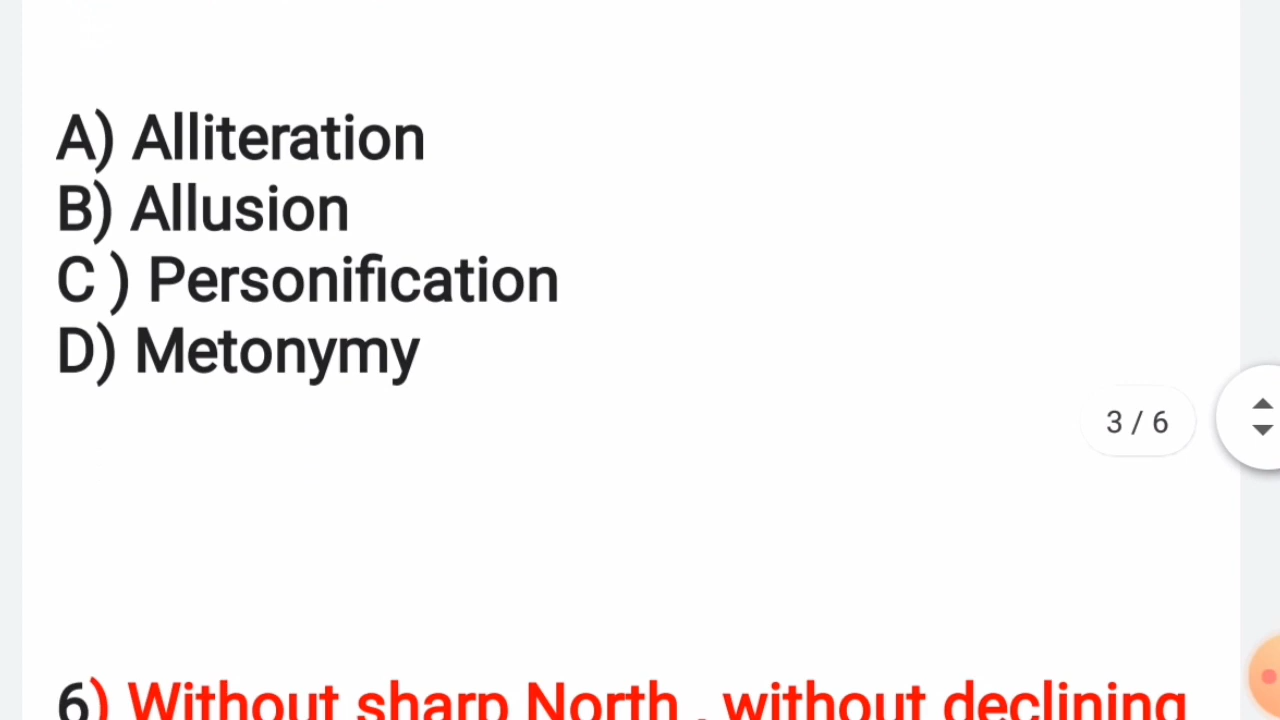 A) Alliteration
B) Allusion
C ) Personification
D) Metonymy
3 / 6
6) Without sharp North , without declining